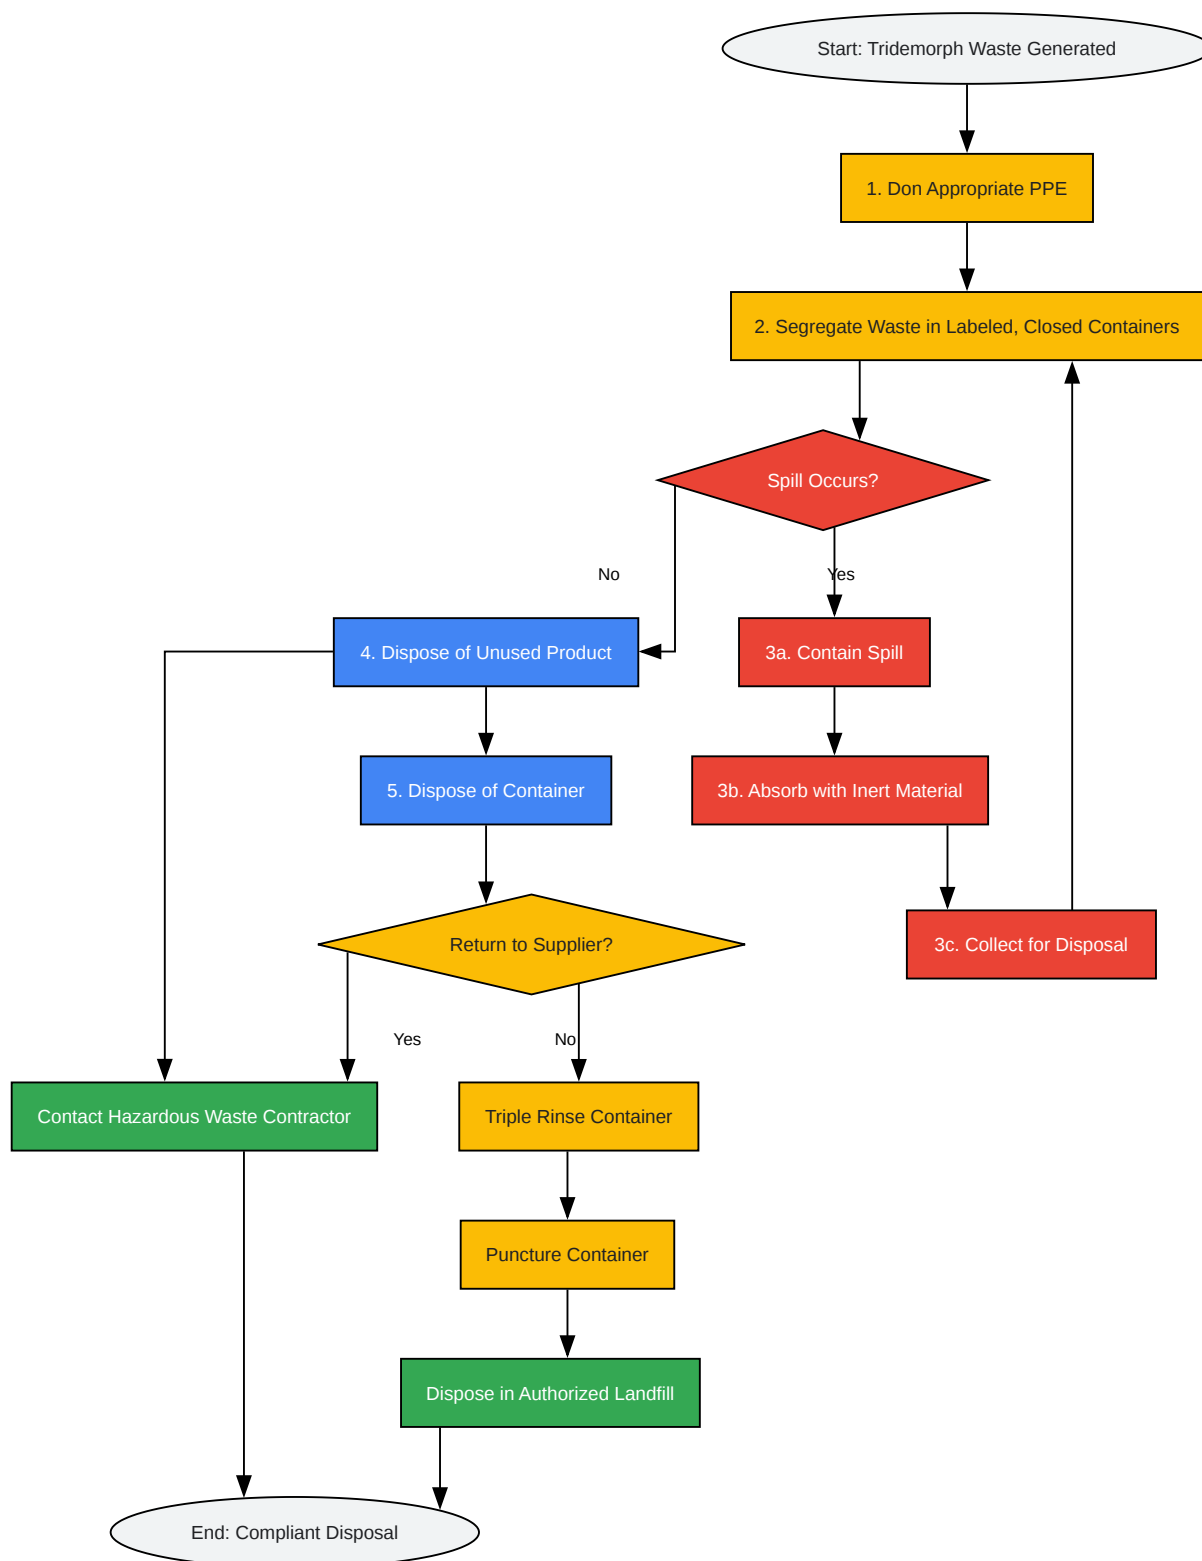 Start: Tridemorph Waste Generated
1. Don Appropriate PPE
2. Segregate Waste in Labeled, Closed Containers
Spill Occurs?
No
Yes
4. Dispose of Unused Product
3a. Contain Spill
5. Dispose of Container
3b. Absorb with Inert Material
Return to Supplier?
3c. Collect for Disposal
Yes
No
Contact Hazardous Waste Contractor
Triple Rinse Container
Puncture Container
Dispose in Authorized Landfill
End: Compliant Disposal